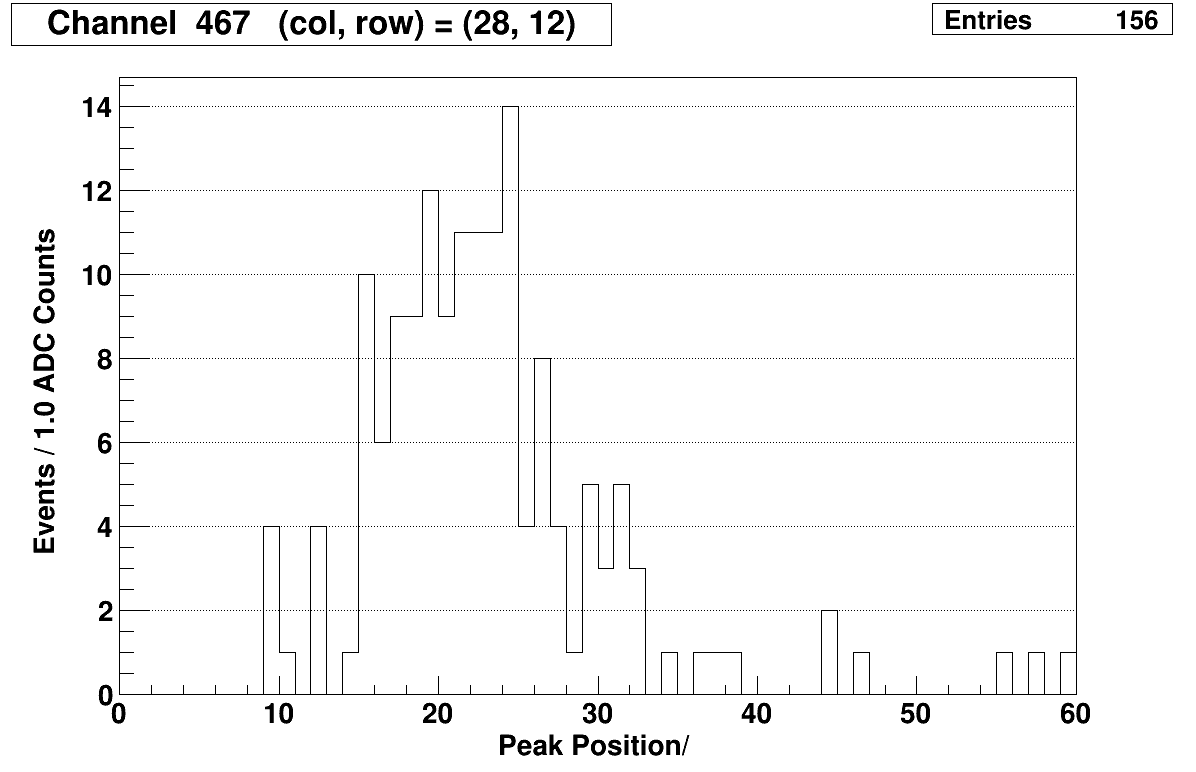 Channel 467 (col, row) = (28, 12)
Entries 156
14
12
10
8
6
4
2
0
Events / 1.0 ADC Counts
0 10 20 30 40 50 60
Peak Position/